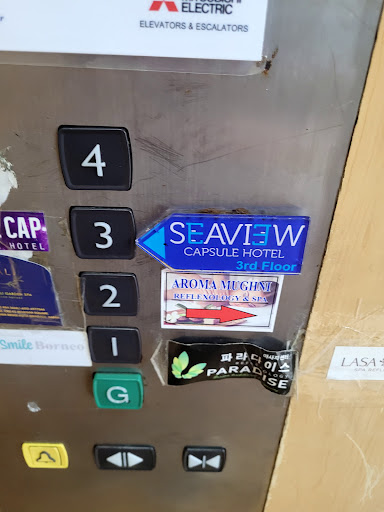 ELECTRIC
ELEVATORS & ESCALATORS
4
CAP
HOTEL
3
SEAVIEW
CAPSULE HOTEL
3rd Floor
2
AROMA MUGHNI
REFLEXOLOGY & SPA
Smile Borneo
1
파라다이스
PARADISE
G
LASA